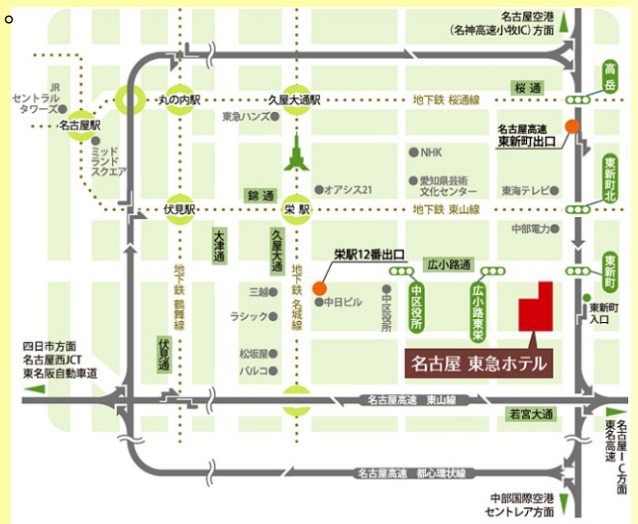 名古屋空港
(名神高速小牧IC)方面
高岳
桜通
JR
セントラル
タワーズ
丸の内駅
久屋大通駅
地下鉄 桜通線
東急ハンズ
名古屋駅
名古屋高速
東新町出口
ミッド
ランド
スクエア
NHK
愛知県芸術
文化センター
東海テレビ
東新町北
錦通
オアシス21
伏見駅
栄駅
地下鉄 東山線
中部電力
大津通
久屋大通
栄駅12番出口
広小路通
東新町
地下鉄 鶴舞線
地下鉄 名城線
三越
中日ビル
中区役所
中区役所
広小路東栄
東新町
入口
ラシック
四日市方面
名古屋西JCT
東名阪自動車道
伏見通
松坂屋
パルコ
名古屋 東急ホテル
名古屋高速 東山線
若宮大通
名古屋IC方面
東名高速
名古屋高速 都心環状線
中部国際空港
セントレア方面